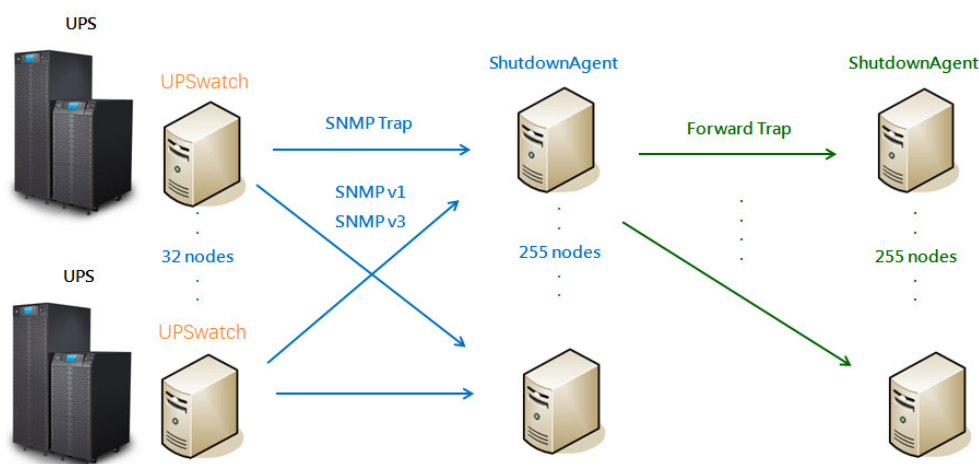 UPS
UPSwatch
ShutdownAgent
ShutdownAgent
SNMP Trap
Forward Trap
SNMP v1
SNMP v3
32 nodes
255 nodes
255 nodes
UPS
UPSwatch